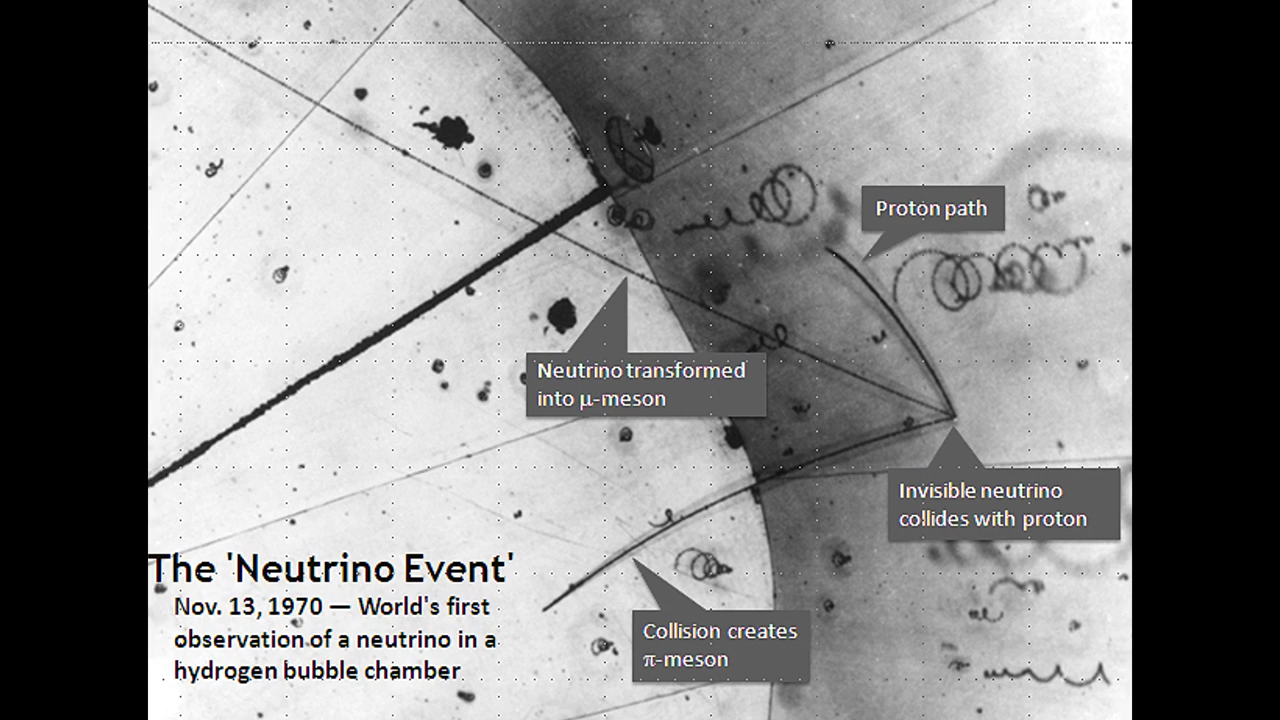 Proton path
Neutrino transformed
into μ-meson
Invisible neutrino
collides with proton
The 'Neutrino Event'
Nov. 13, 1970 — World's first
observation of a neutrino in a
hydrogen bubble chamber
Collision creates
π-meson